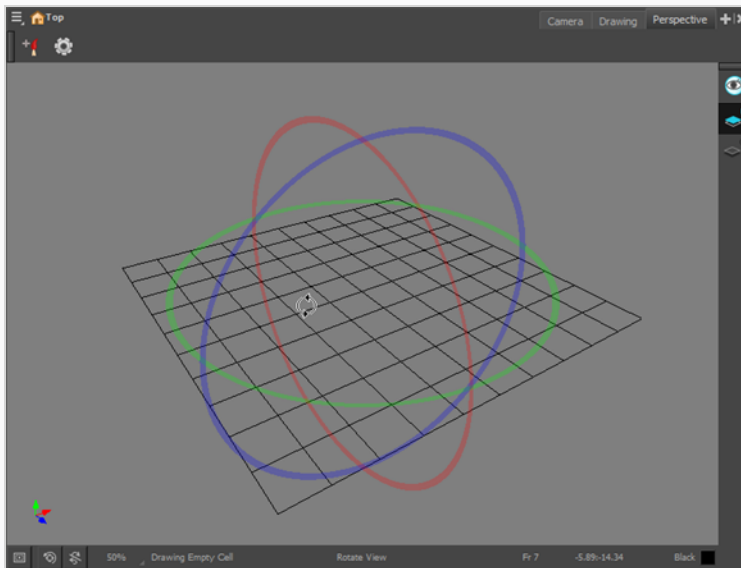 Top
Camera Drawing Perspective
50% Drawing Empty Cell Rotate View Fr 7 -5.89:-14.34 Black